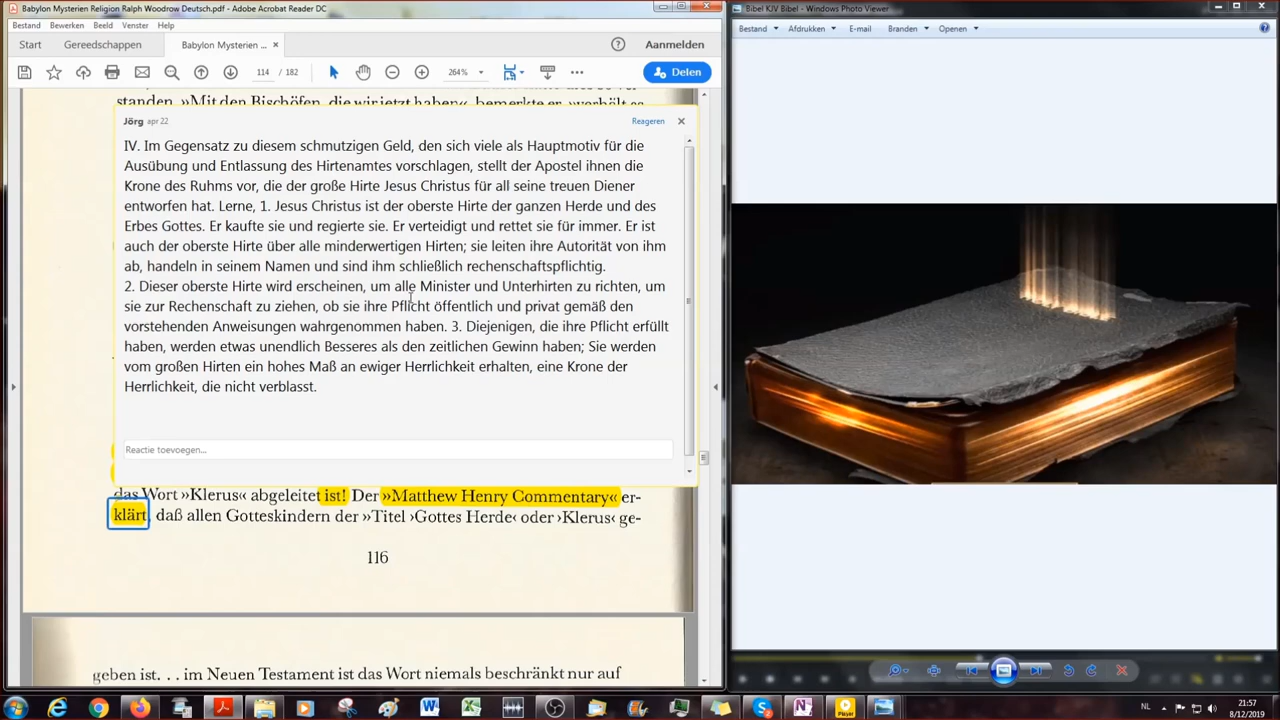 Babylon Mysterien Religion Ralph Woodrow Deutsch.pdf - Adobe Acrobat Reader DC
Bestand Bewerken Beeld Venster Help
Start Gereedschappen Babylon Mysterien ... × Aanmelden
114 / 182 264% Delen
standen. »Mit den Bischöfen, die wir jetzt haben«, bemerkte er, »verhölt es
Jörg apr 22 Reageren
IV. Im Gegensatz zu diesem schmutzigen Geld, den sich viele als Hauptmotiv für die
Ausübung und Entlassung des Hirtenamtes vorschlagen, stellt der Apostel ihnen die
Krone des Ruhms vor, die der große Hirte Jesus Christus für all seine treuen Diener
entworfen hat. Lerne, 1. Jesus Christus ist der oberste Hirte der ganzen Herde und des
Erbes Gottes. Er kaufte sie und regierte sie. Er verteidigt und rettet sie für immer. Er ist
auch der oberste Hirte über alle minderwertigen Hirten; sie leiten ihre Autorität von ihm
ab, handeln in seinem Namen und sind ihm schließlich rechenschaftspflichtig.
2. Dieser oberste Hirte wird erscheinen, um alle Minister und Unterhirten zu richten, um
sie zur Rechenschaft zu ziehen, ob sie ihre Pflicht öffentlich und privat gemäß den
vorstehenden Anweisungen wahrgenommen haben. 3. Diejenigen, die ihre Pflicht erfüllt
haben, werden etwas unendlich Besseres als den zeitlichen Gewinn haben; Sie werden
vom großen Hirten ein hohes Maß an ewiger Herrlichkeit erhalten, eine Krone der
Herrlichkeit, die nicht verblasst.
Reactie toevoegen...
das Wort »Klerus« abgeleitet ist! Der »Matthew Henry Commentary« er-
klärt, daß allen Gotteskindern der »Titel ›Gottes Herde‹ oder ›Klerus‹ ge-
116
geben ist. . . im Neuen Testament ist das Wort niemals beschränkt nur auf
Bibel KJV Bibel - Windows Photo Viewer
Bestand Afdrukken E-mail Branden Openen
NL 21:57
8/12/2019